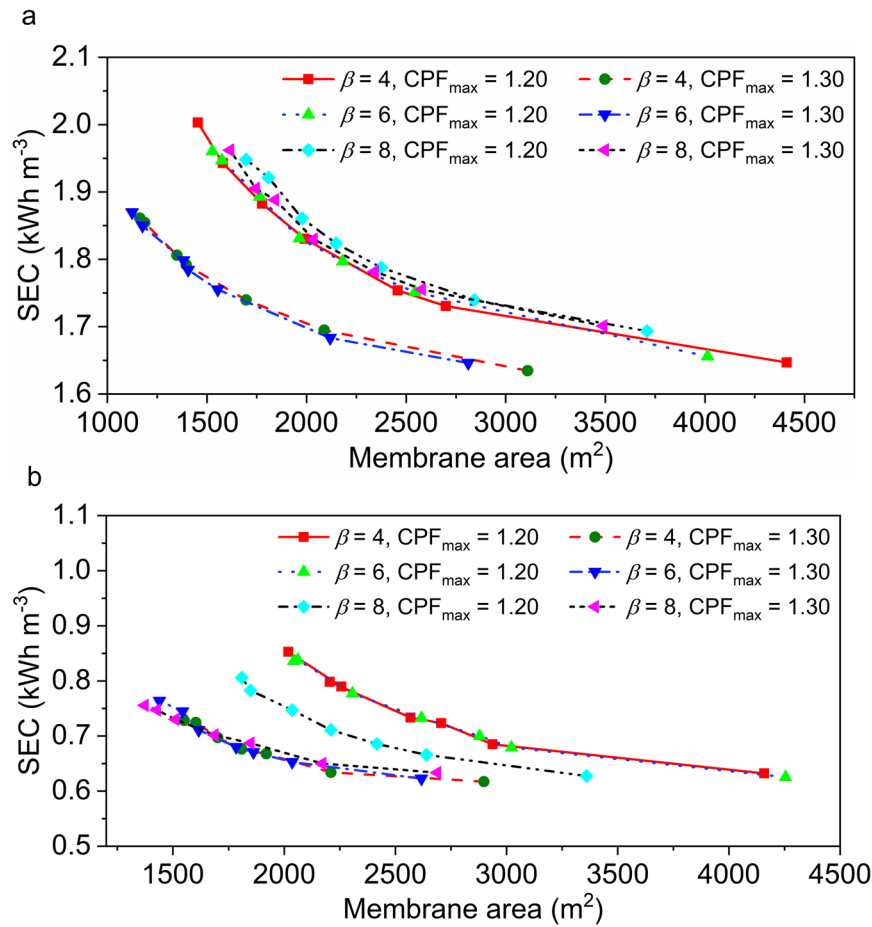 a
2.1
2.0
1.9
1.8
1.7
1.6
SEC (kWh m-3)
β = 4, CPFmax = 1.20
β = 4, CPFmax = 1.30
β = 6, CPFmax = 1.20
β = 6, CPFmax = 1.30
β = 8, CPFmax = 1.20
β = 8, CPFmax = 1.30
1000 1500 2000 2500 3000 3500 4000 4500
Membrane area (m2)
b
1.1
1.0
0.9
0.8
0.7
0.6
0.5
SEC (kWh m-3)
β = 4, CPFmax = 1.20
β = 4, CPFmax = 1.30
β = 6, CPFmax = 1.20
β = 6, CPFmax = 1.30
β = 8, CPFmax = 1.20
β = 8, CPFmax = 1.30
1500 2000 2500 3000 3500 4000 4500
Membrane area (m2)